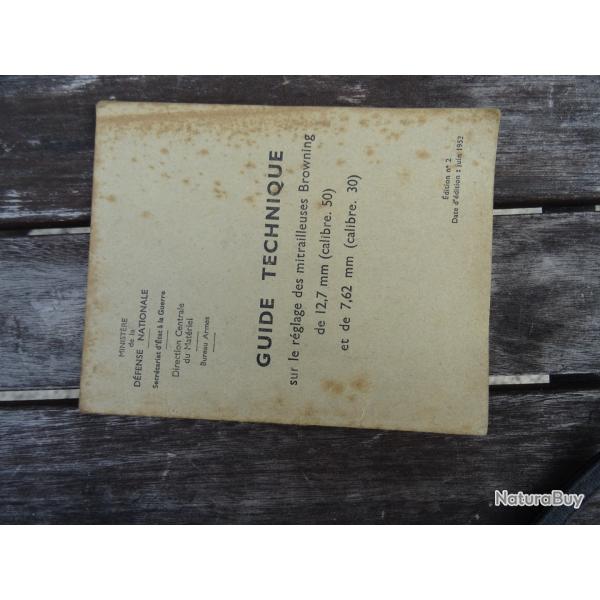 MINISTÈRE
de la
DÉFENSE NATIONALE
Secrétariat d'État à la Guerre
Direction Centrale
du Matériel
Bureau Armes
GUIDE TECHNIQUE
sur le réglage des mitrailleuses Browning
de 12,7 mm (calibre. 50)
et de 7,62 mm (calibre. 30)
Édition n° 2
Date d'édition : juin 1952
NaturaBuy